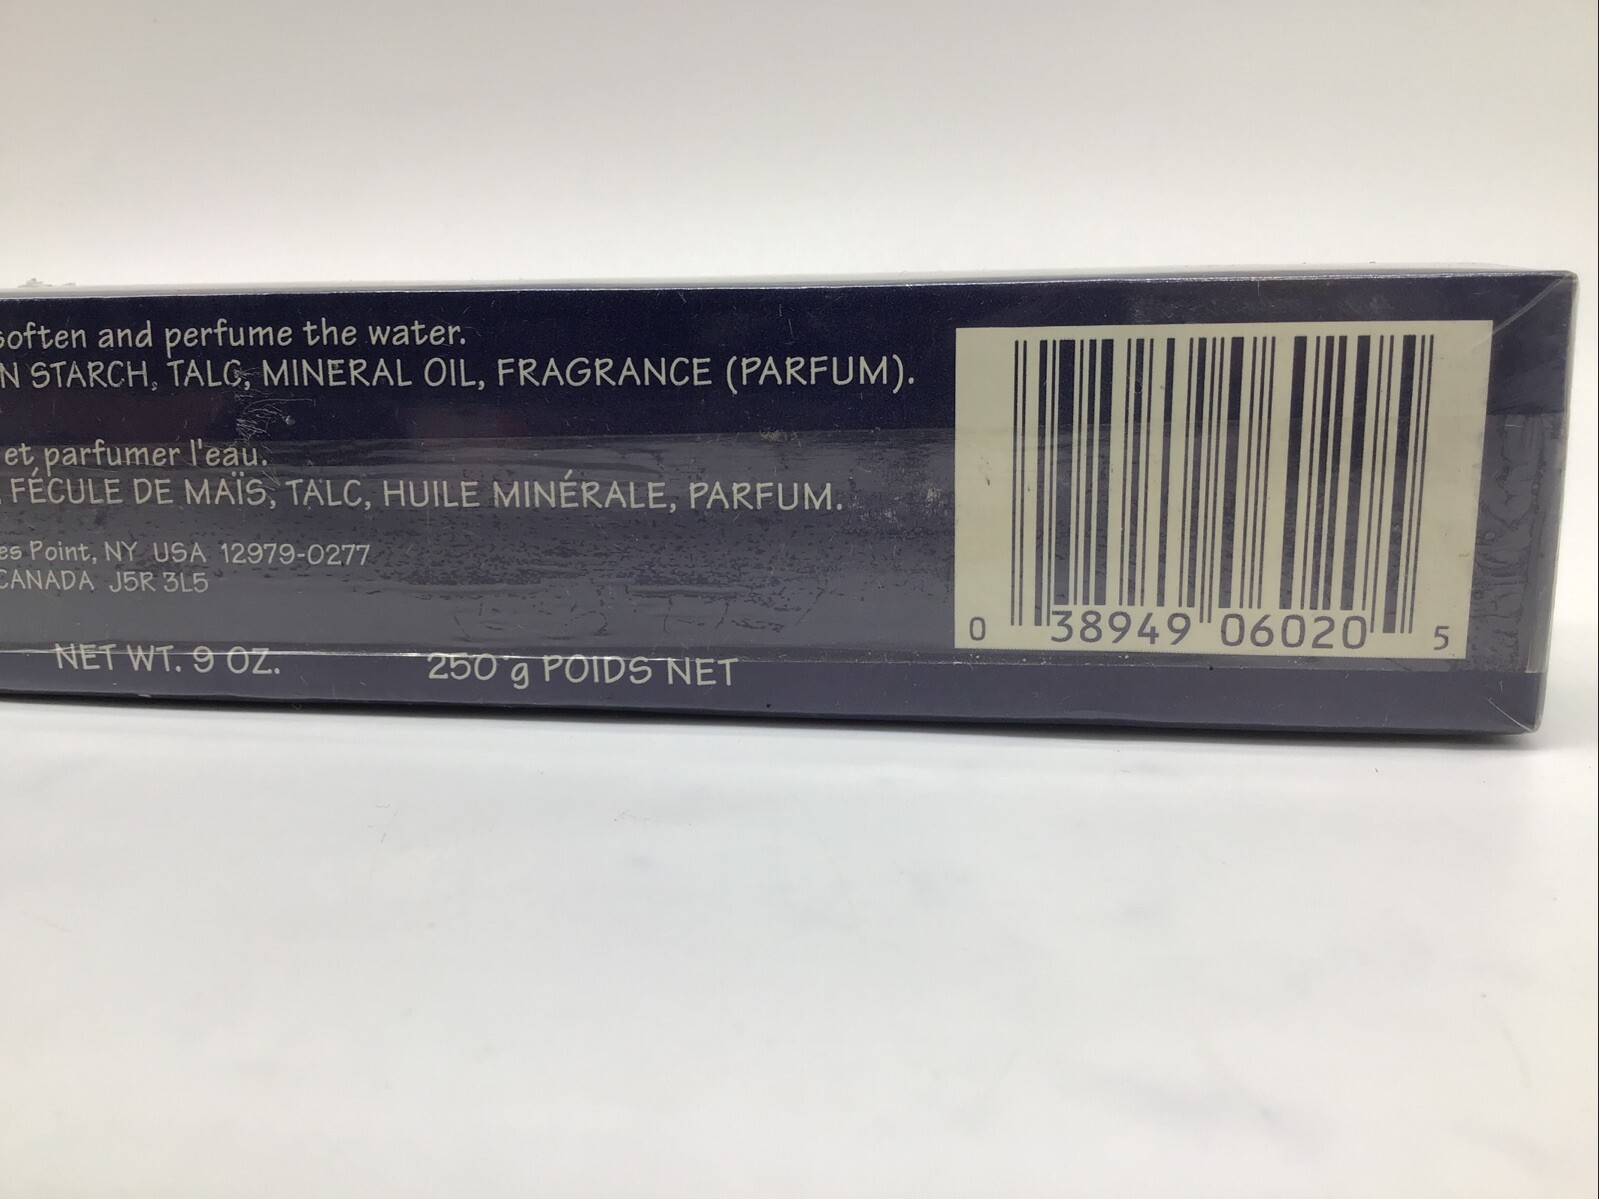 soften and perfume the water.
N STARCH, TALC, MINERAL OIL, FRAGRANCE (PARFUM).
et parfumer l'eau.
FÉCULE DE MAÏS, TALC, HUILE MINÉRALE, PARFUM.
es Point, NY USA 12979-0277
CANADA J5R 3L5
NET WT. 9 OZ. 250 g POIDS NET
0 38949 06020 5